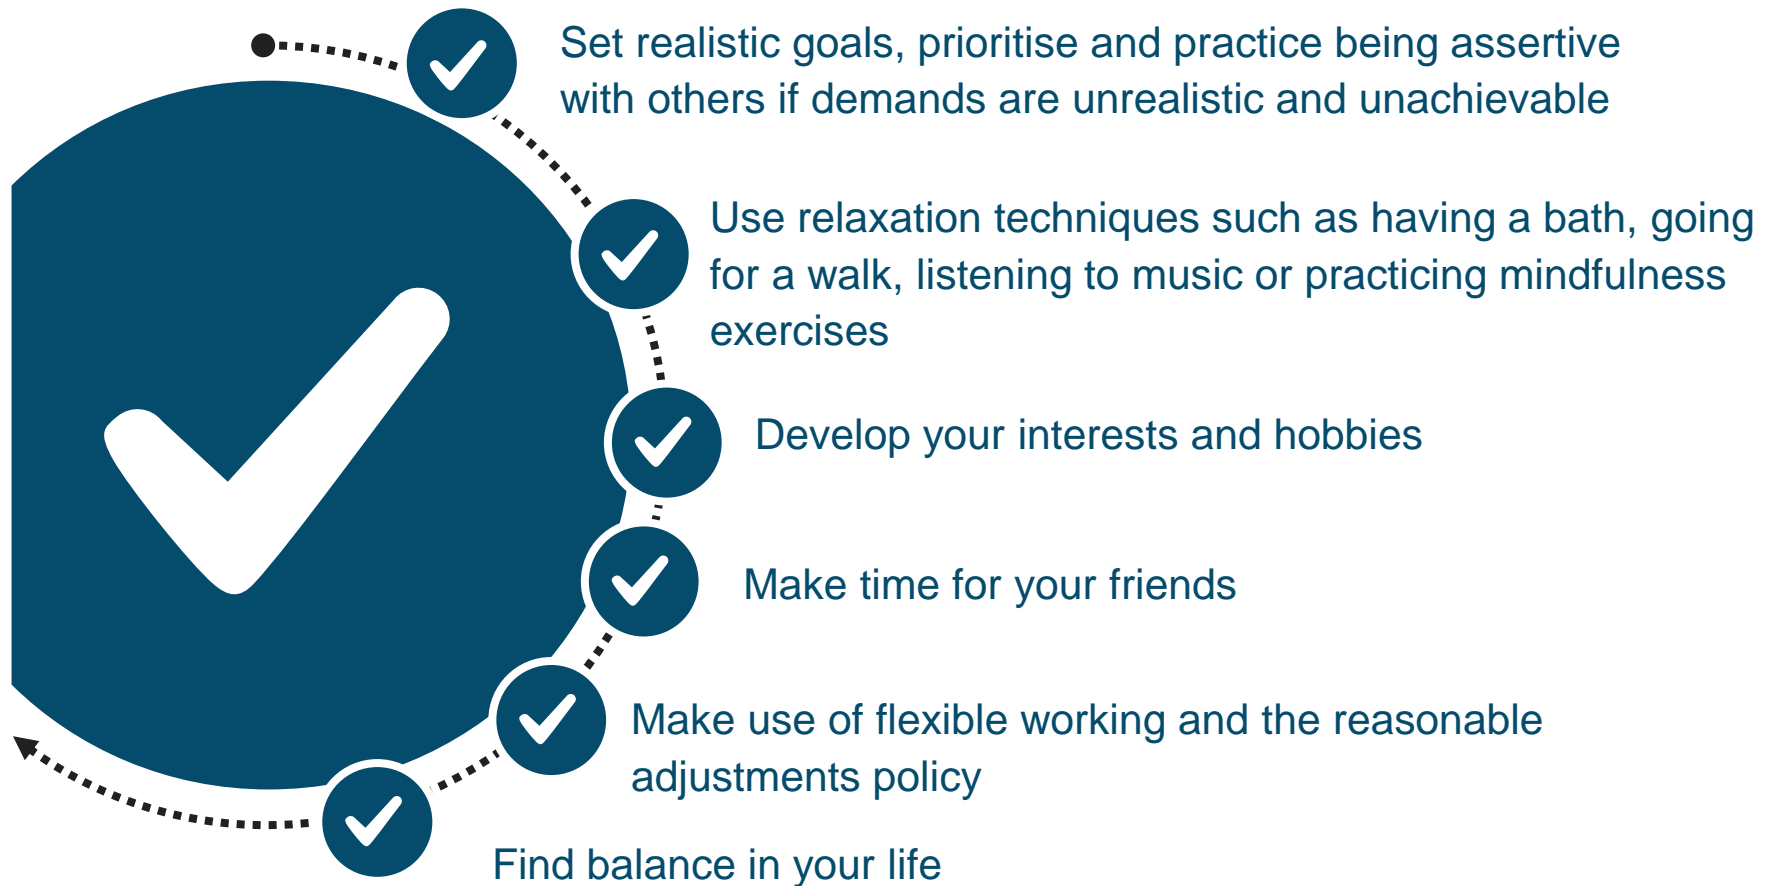 Set realistic goals, prioritise and practice being assertive
with others if demands are unrealistic and unachievable
Use relaxation techniques such as having a bath, going
for a walk, listening to music or practicing mindfulness
exercises
Develop your interests and hobbies
Make time for your friends
Make use of flexible working and the reasonable
adjustments policy
Find balance in your life